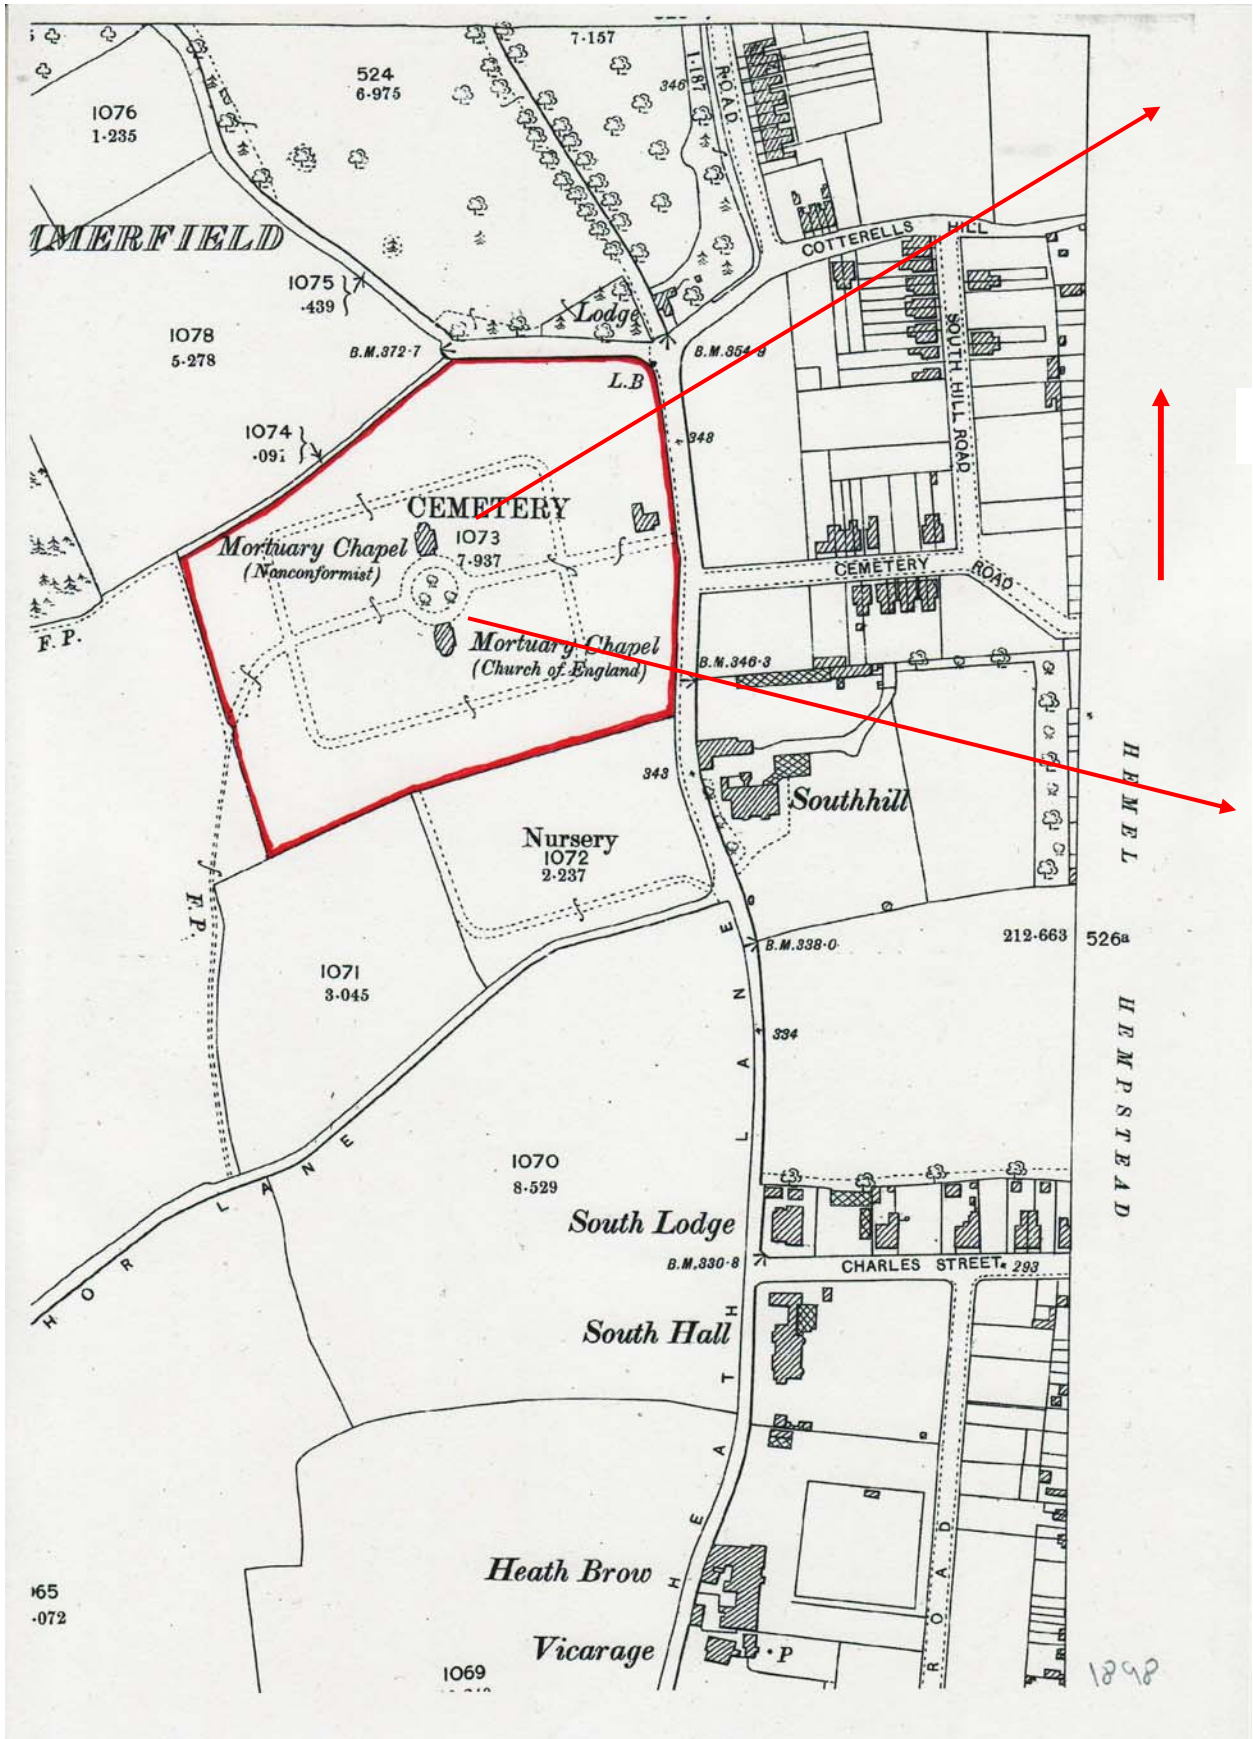 7·157
524
6·975
346
1·187
ROAD
1076
1·235
COTTERELLS HILL
1075
·439
1078
5·278
Lodge
B.M.372·7
B.M.354·9
L.B
SOUTH HILL ROAD
1074
·091
348
CEMETERY
1073
7·937
Mortuary Chapel
(Nonconformist)
CEMETERY ROAD
F.P.
Mortuary Chapel
(Church of England)
B.M.346·3
343
Southhill
HEMEL HEMPSTEAD
Nursery
1072
2·237
F.P.
212·663
526a
B.M.338·0
1071
3·045
334
HEATH LANE
1070
8·529
HOR LANE
South Lodge
B.M.330·8
CHARLES STREET
293
South Hall
ROAD
Heath Brow
Vicarage
P
·072
1069
1898